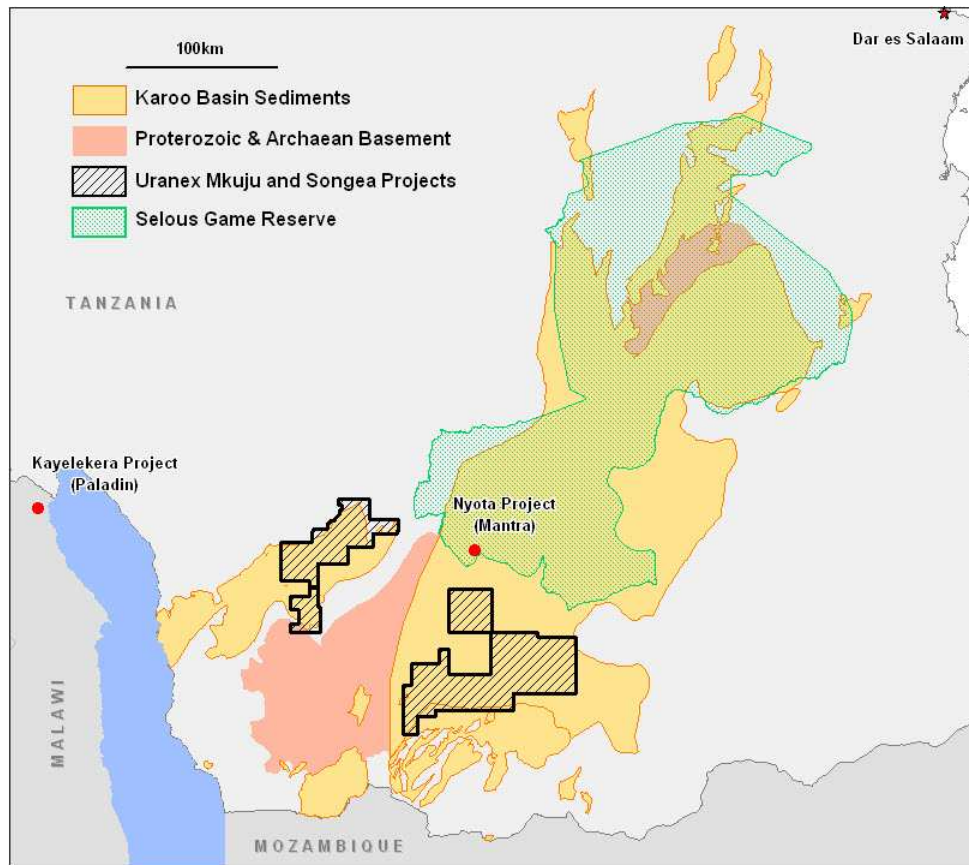 Dar es Salaam
100km
Karoo Basin Sediments
Proterozoic & Archaean Basement
Uranex Mkuju and Songea Projects
Selous Game Reserve
TANZANIA
Kayelekera Project
(Paladin)
Nyota Project
(Mantra)
MALAWI
MOZAMBIQUE